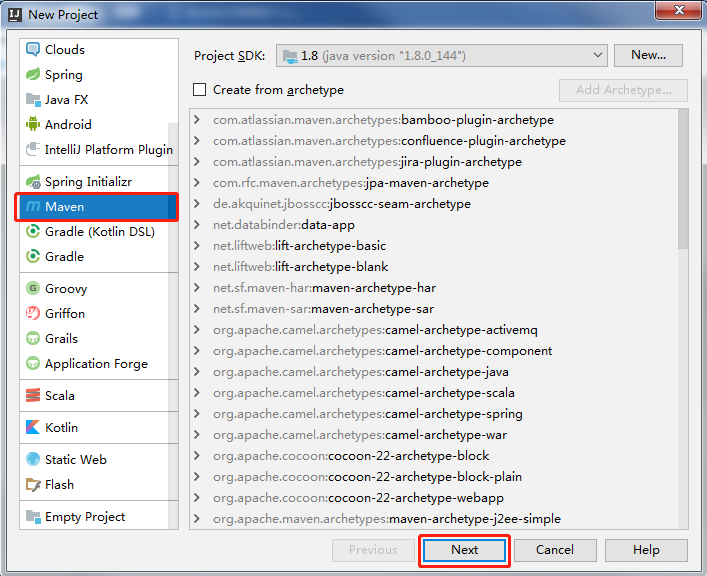 New Project
Clouds
Spring
Java FX
Android
IntelliJ Platform Plugin
Spring Initializr
Maven
Gradle (Kotlin DSL)
Gradle
Groovy
Griffon
Grails
Application Forge
Scala
Kotlin
Static Web
Flash
Empty Project
Project SDK: 1.8 (java version "1.8.0_144") New...
Create from archetype Add Archetype...
com.atlassian.maven.archetypes:bamboo-plugin-archetype
com.atlassian.maven.archetypes:confluence-plugin-archetype
com.atlassian.maven.archetypes:jira-plugin-archetype
com.rfc.maven.archetypes:jpa-maven-archetype
de.akquinet.jbosscc:jbosscc-seam-archetype
net.databinder:data-app
net.liftweb:lift-archetype-basic
net.liftweb:lift-archetype-blank
net.sf.maven-har:maven-archetype-har
net.sf.maven-sar:maven-archetype-sar
org.apache.camel.archetypes:camel-archetype-activemq
org.apache.camel.archetypes:camel-archetype-component
org.apache.camel.archetypes:camel-archetype-java
org.apache.camel.archetypes:camel-archetype-scala
org.apache.camel.archetypes:camel-archetype-spring
org.apache.camel.archetypes:camel-archetype-war
org.apache.cocoon:cocoon-22-archetype-block
org.apache.cocoon:cocoon-22-archetype-block-plain
org.apache.cocoon:cocoon-22-archetype-webapp
org.apache.maven.archetypes:maven-archetype-j2ee-simple
Previous Next Cancel Help